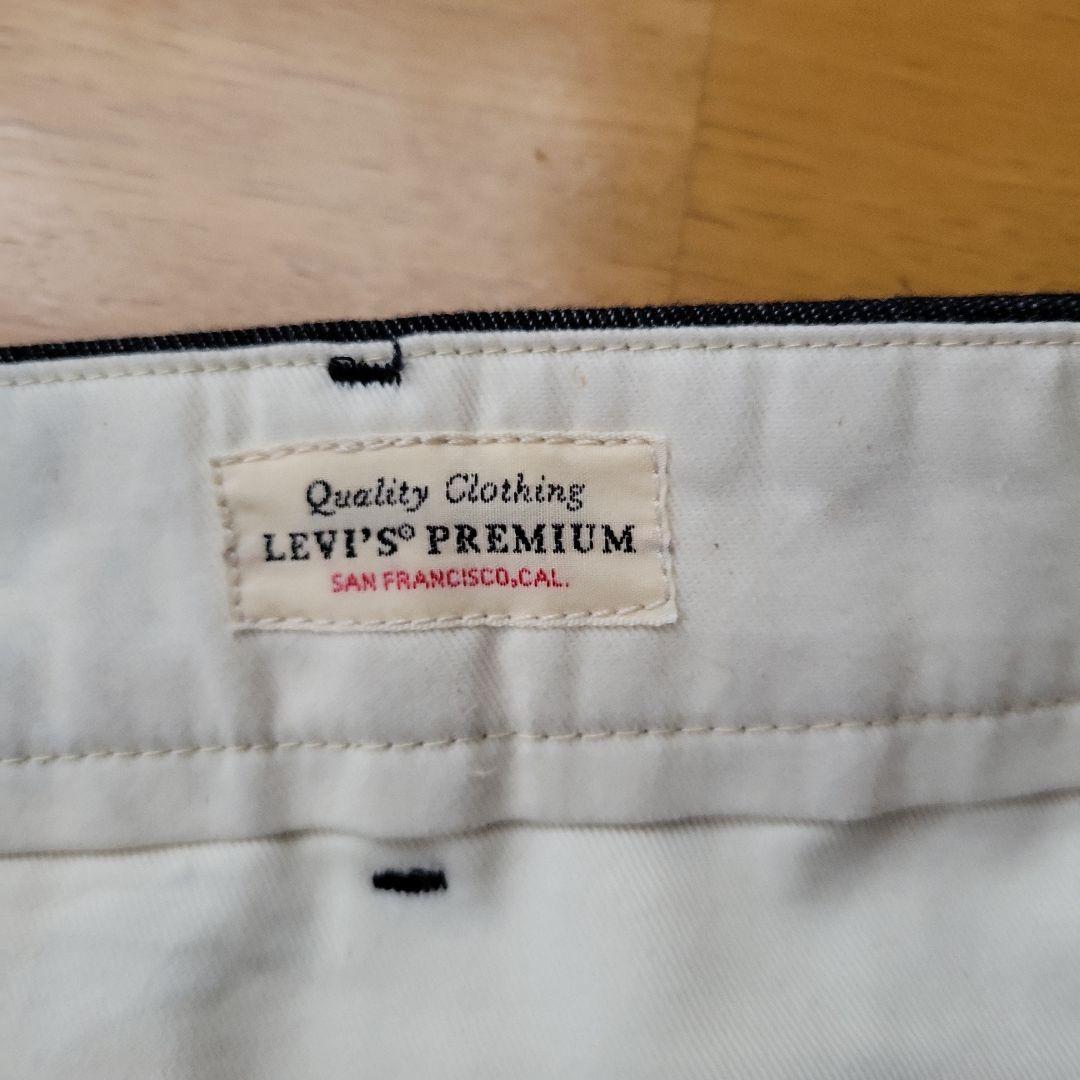 Quality Clothing
LEVI'S® PREMIUM
SAN FRANCISCO,CAL.